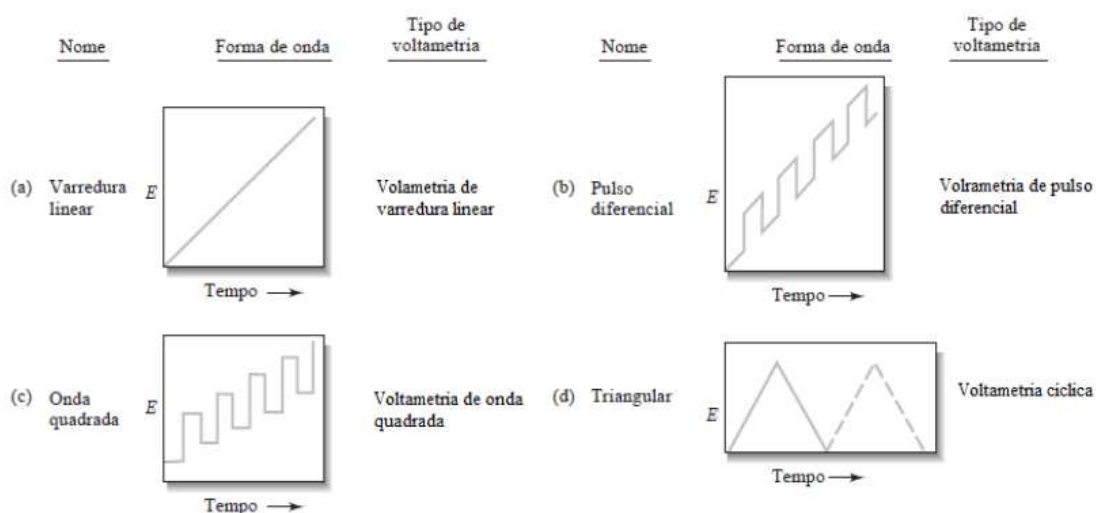 Nome
Forma de onda
Tipo de
voltametria
Nome
Forma de onda
Tipo de
voltametria
(a) Varredura
linear
E
Tempo
Volametria de
varredura linear
(b) Pulso
diferencial
E
Tempo
Volrametria de pulso
diferencial
(c) Onda
quadrada
E
Tempo
Voltametria de onda
quadrada
(d) Triangular
E
Tempo
Voltametria cíclica